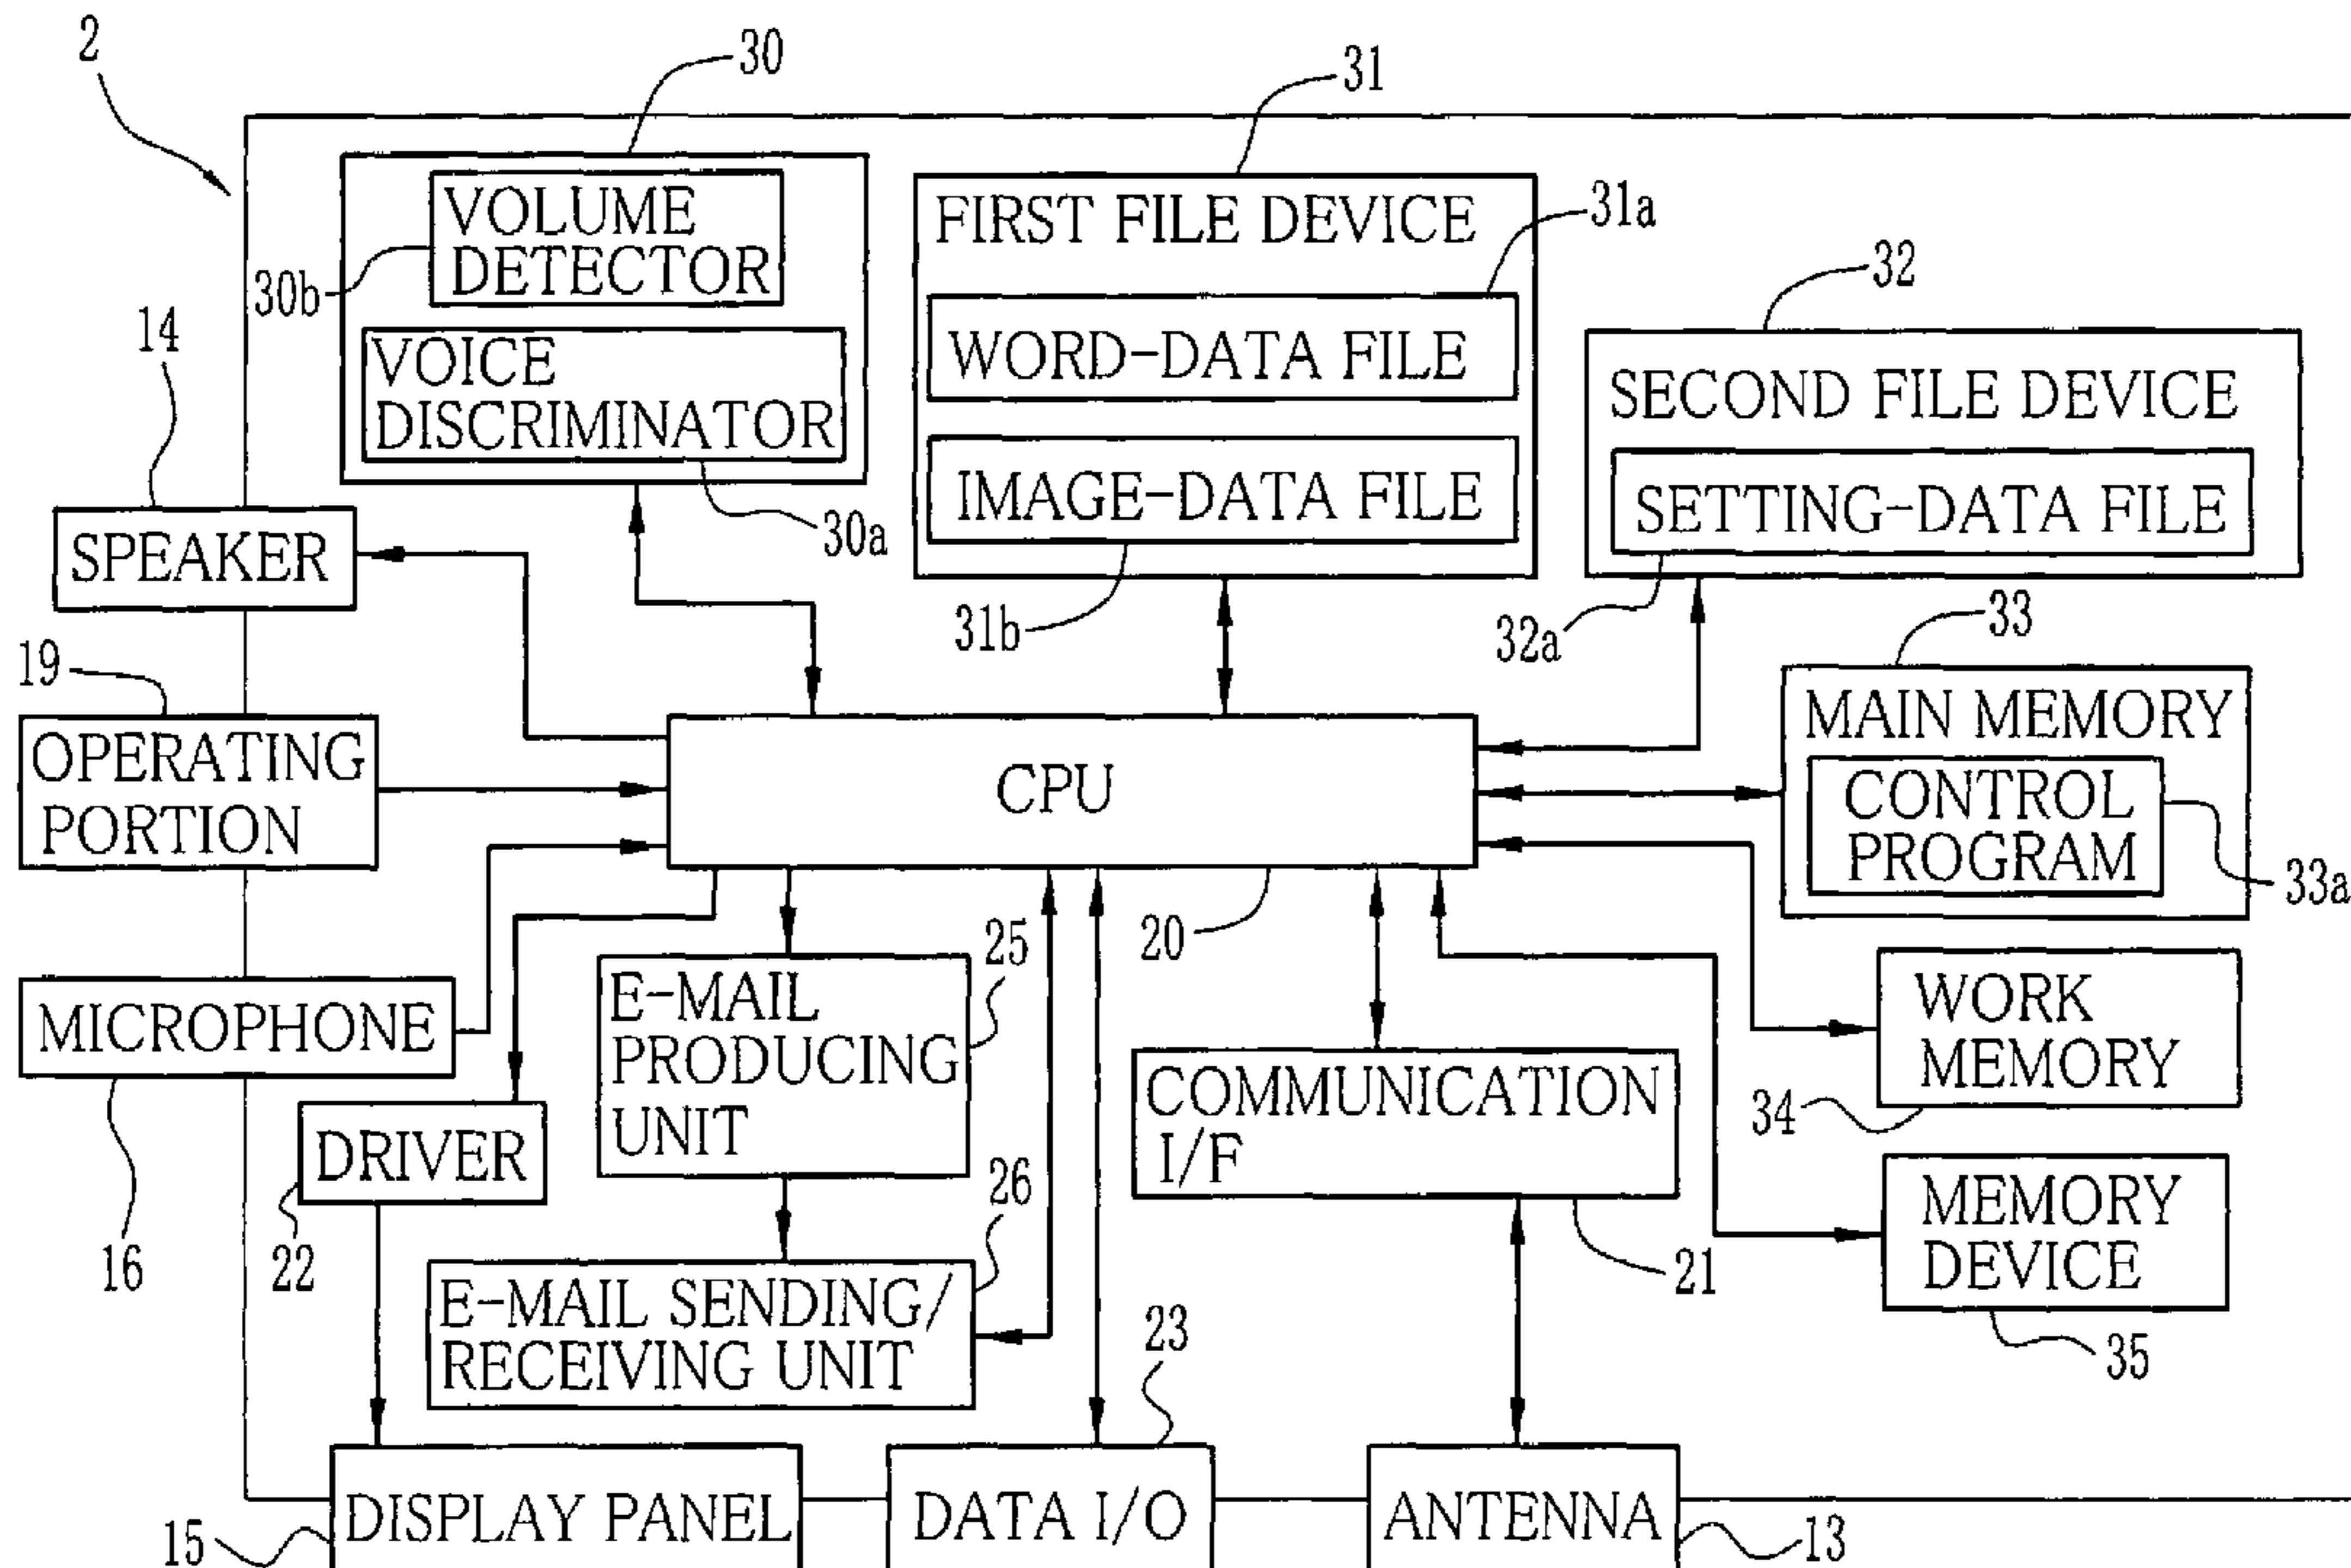 2
30
31
VOLUME
DETECTOR
30b
VOICE
DISCRIMINATOR
30a
FIRST FILE DEVICE
31a
WORD-DATA FILE
IMAGE-DATA FILE
31b
32
SECOND FILE DEVICE
SETTING-DATA FILE
32a
14
SPEAKER
19
OPERATING
PORTION
CPU
20
33
MAIN MEMORY
CONTROL
PROGRAM
33a
MICROPHONE
16
DRIVER
22
E-MAIL
PRODUCING
UNIT
25
E-MAIL SENDING/
RECEIVING UNIT
26
COMMUNICATION
I/F
21
WORK
MEMORY
34
MEMORY
DEVICE
35
23
DISPLAY PANEL
15
DATA I/O
ANTENNA
13